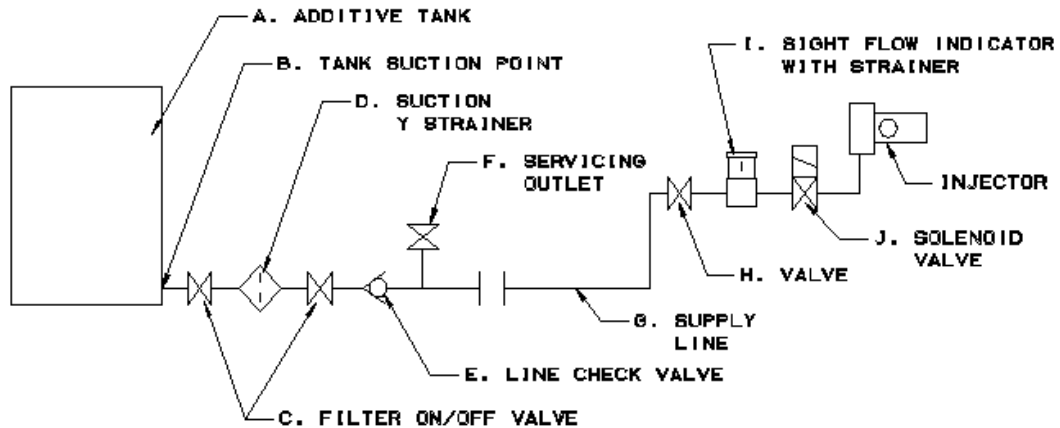 A. ADDITIVE TANK
B. TANK SUCTION POINT
D. SUCTION
Y STRAINER
F. SERVICING
OUTLET
I. SIGHT FLOW INDICATOR
WITH STRAINER
INJECTOR
J. SOLENOID
VALVE
H. VALVE
G. SUPPLY
LINE
E. LINE CHECK VALVE
C. FILTER ON/OFF VALVE